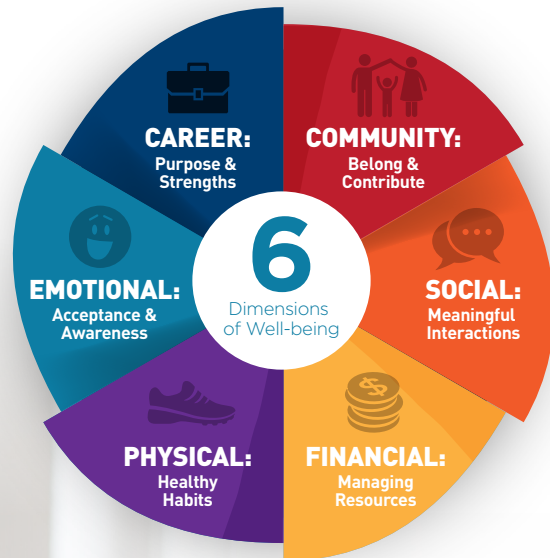 CAREER:
Purpose &
Strengths
COMMUNITY:
Belong &
Contribute
EMOTIONAL:
Acceptance &
Awareness
6
Dimensions
of Well-being
SOCIAL:
Meaningful
Interactions
PHYSICAL:
Healthy
Habits
$
FINANCIAL:
Managing
Resources